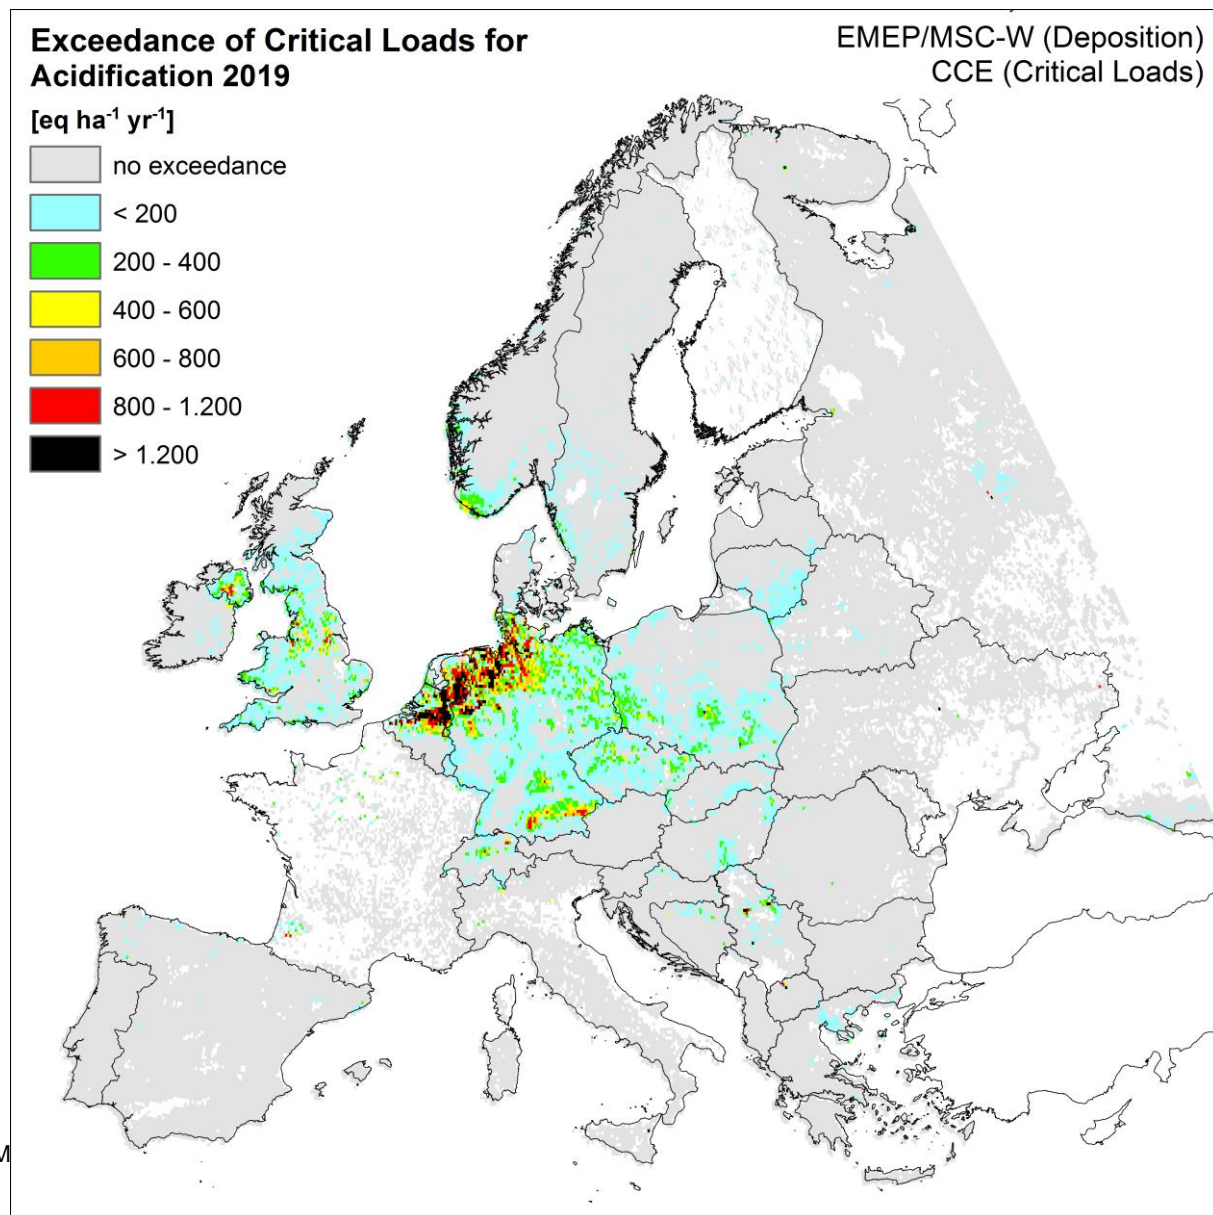 Exceedance of Critical Loads for
Acidification 2019
[eq ha⁻¹ yr⁻¹]
no exceedance
< 200
200 - 400
400 - 600
600 - 800
800 - 1.200
> 1.200
EMEP/MSC-W (Deposition)
CCE (Critical Loads)
M